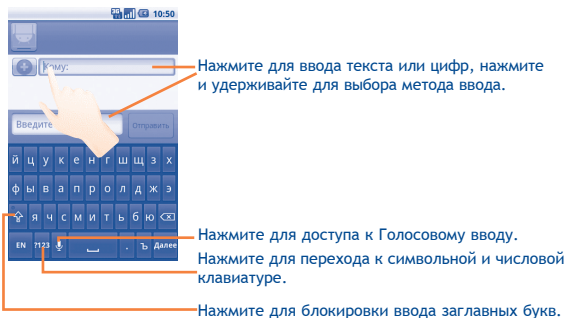 3G 10:50
Кому:
Нажмите для ввода текста или цифр, нажмите
и удерживайте для выбора метода ввода.
Введите
Отправить
й ц у к е н г ш щ з х
ф ы в а п р о л д ж э
я ч с м и т ь б ю
EN ?123 . ъ Далее
Нажмите для доступа к Голосовому вводу.
Нажмите для перехода к символьной и числовой
клавиатуре.
Нажмите для блокировки ввода заглавных букв.